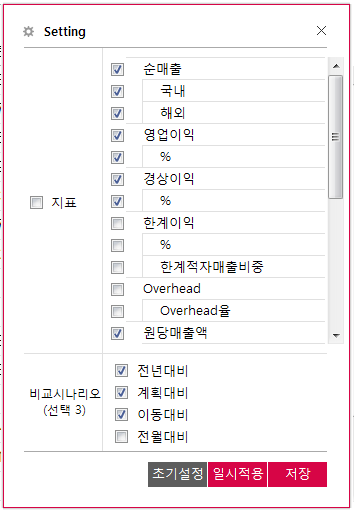 Setting
순매출
국내
해외
영업이익
%
경상이익
%
지표
한계이익
%
한계적자매출비중
Overhead
Overhead율
원당매출액
비교시나리오
(선택 3)
전년대비
계획대비
이동대비
전월대비
초기설정 일시적용 저장